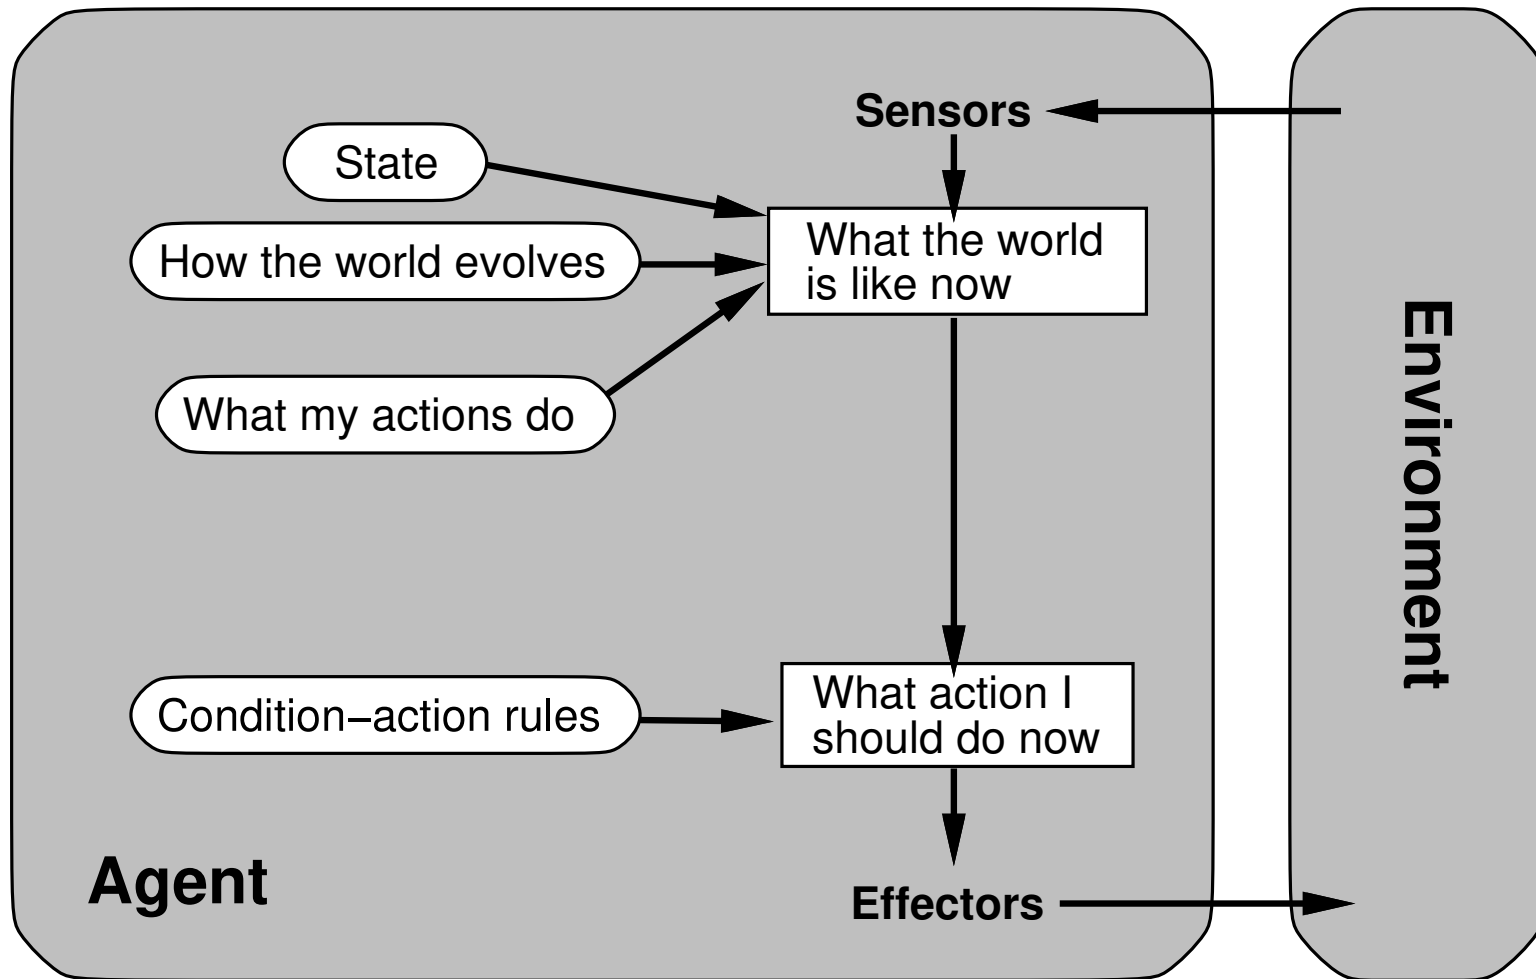 Sensors
State
What the world
is like now
How the world evolves
What my actions do
Environment
Condition–action rules
What action I
should do now
Agent
Effectors